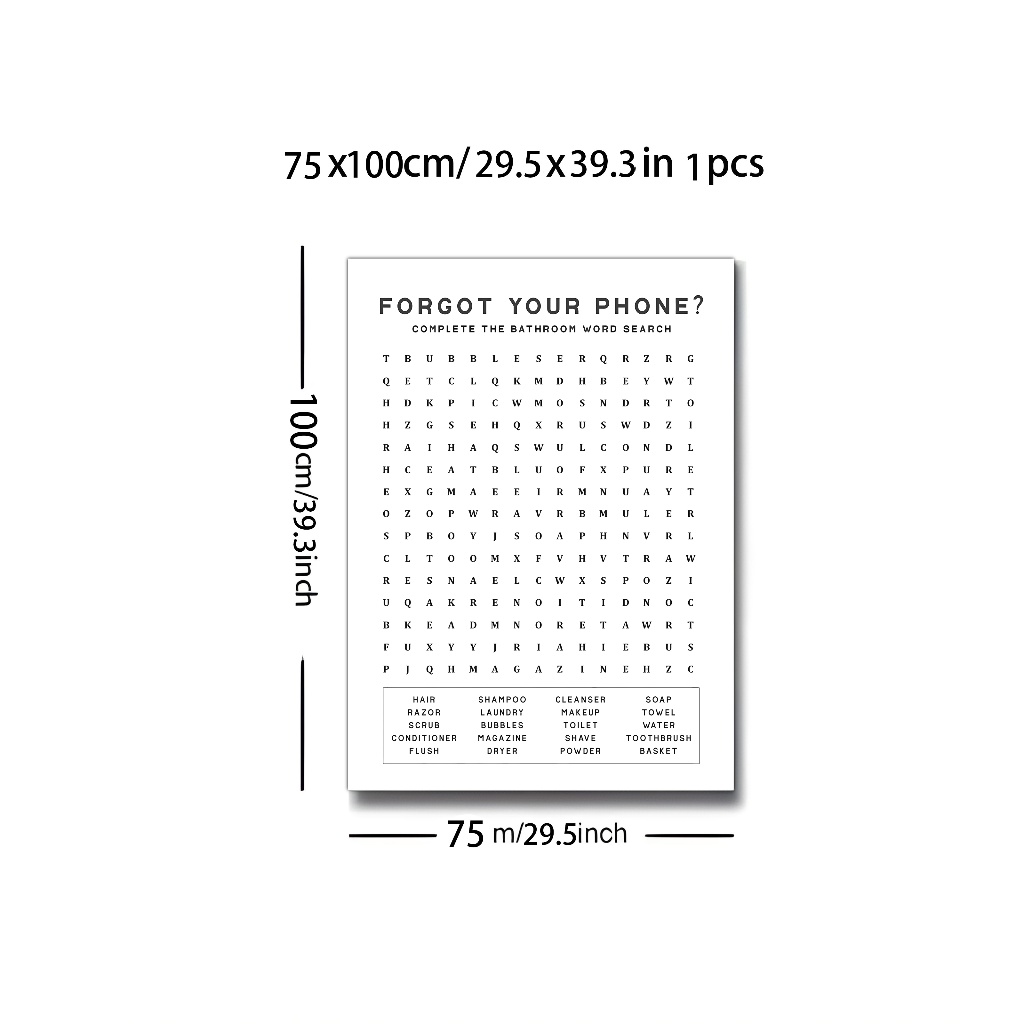 75x100cm/29.5x39.3in 1pcs
FORGOT YOUR PHONE?
COMPLETE THE BATHROOM WORD SEARCH
T B U B B L E S E R Q R Z R G
Q E T C L Q K M D H B E Y W T
H D K P I C W M O S N D R T O
H Z G S E H Q X R U S W D Z I
R A I H A Q S W U L C O N D L
H C E A T B L U O F X P U R E
E X G M A E E I R M N U A Y T
O Z O P W R A V R B M U L E R
S P B O Y J S O A P H N V R L
C L T O O M X F V H V T R A W
R E S N A E L C W X S P O Z I
U Q A K R E N O I T I D N O C
B K E A D M N O R E T A W R T
F U X Y Y J R I A H I E B U S
P J Q H M A G A Z I N E H Z C
HAIR SHAMPOO CLEANSER SOAP
RAZOR LAUNDRY MAKEUP TOWEL
SCRUB BUBBLES TOILET WATER
CONDITIONER MAGAZINE SHAVE TOOTHBRUSH
FLUSH DRYER POWDER BASKET
100cm/39.3inch
75 m/29.5inch